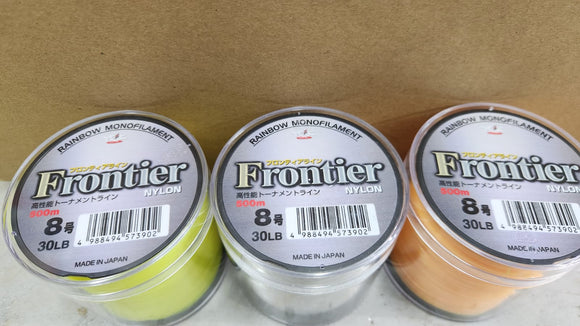 RAINBOW MONOFILAMENT
フロンティアライン
Frontier
NYLON
高性能トーナメントライン
500m
8号
30LB
4 988494 573902
MADE IN JAPAN
RAINBOW MONOFILAMENT
フロンティアライン
Frontier
NYLON
高性能トーナメントライン
500m
8号
30LB
4 988494 573902
MADE IN JAPAN
RAINBOW MONOFILAMENT
フロンティアライン
Frontier
NYLON
高性能トーナメントライン
500m
8号
30LB
4 988494 573902
MADE IN JAPAN